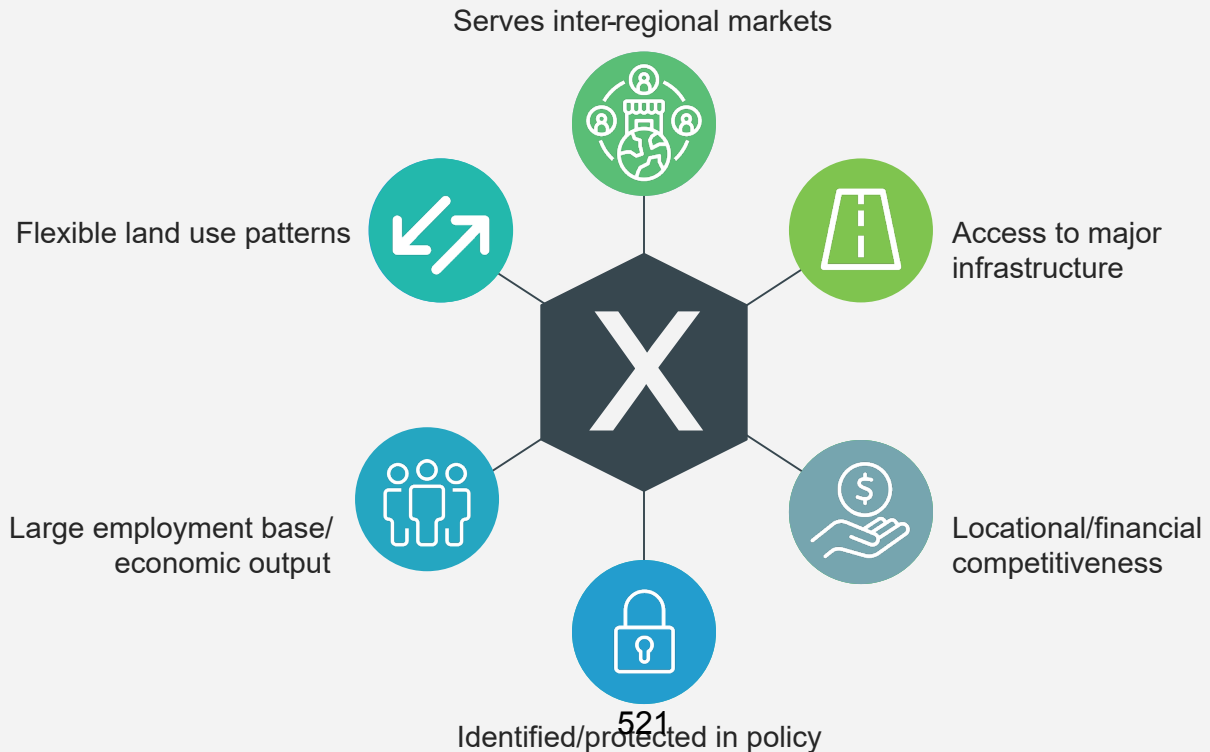 Serves inter-regional markets
Flexible land use patterns
Access to major
infrastructure
X
$
Large employment base/
economic output
Locational/financial
competitiveness
521
Identified/protected in policy